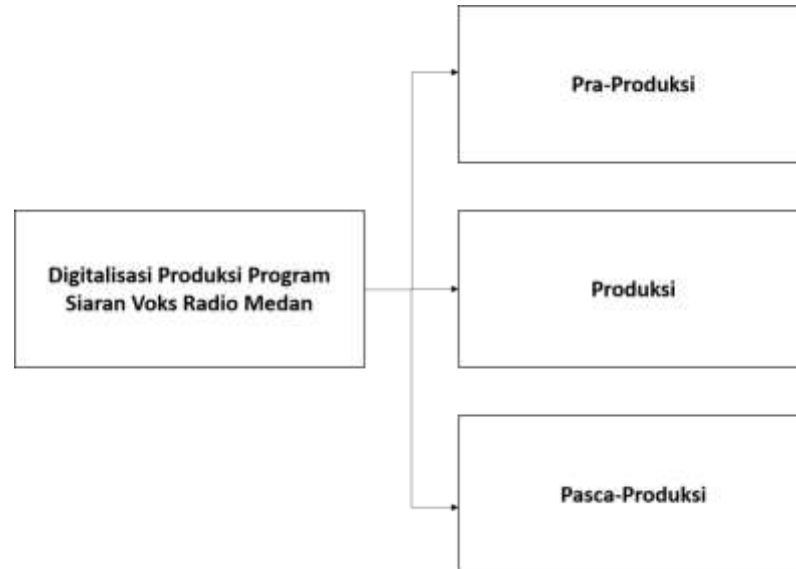 Pra-Produksi
Digitalisasi Produksi Program
Siaran Voks Radio Medan
Produksi
Pasca-Produksi